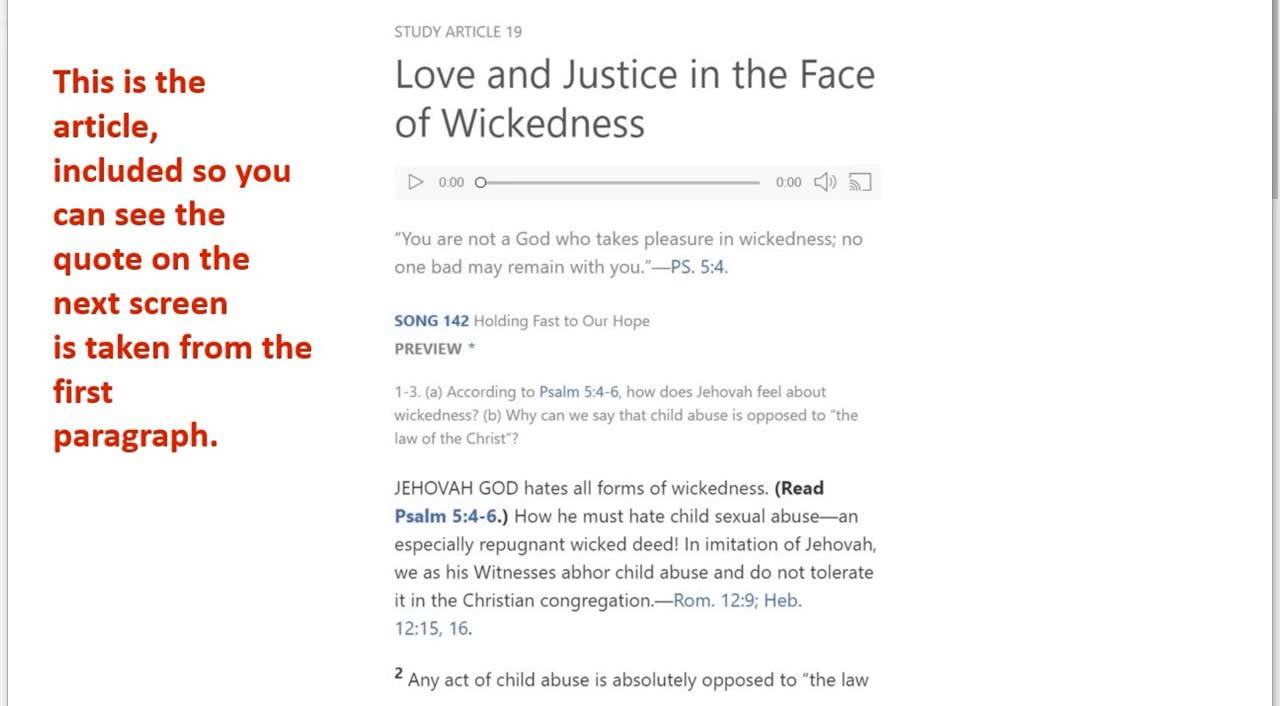 This is the
article,
included so you
can see the
quote on the
next screen
is taken from the
first
paragraph.
STUDY ARTICLE 19
Love and Justice in the Face
of Wickedness
0:00 0:00
“You are not a God who takes pleasure in wickedness; no
one bad may remain with you.”—PS. 5:4.
SONG 142 Holding Fast to Our Hope
PREVIEW *
1-3. (a) According to Psalm 5:4-6, how does Jehovah feel about
wickedness? (b) Why can we say that child abuse is opposed to “the
law of the Christ”?
JEHOVAH GOD hates all forms of wickedness. (Read
Psalm 5:4-6.) How he must hate child sexual abuse—an
especially repugnant wicked deed! In imitation of Jehovah,
we as his Witnesses abhor child abuse and do not tolerate
it in the Christian congregation.—Rom. 12:9; Heb.
12:15, 16.
2 Any act of child abuse is absolutely opposed to “the law